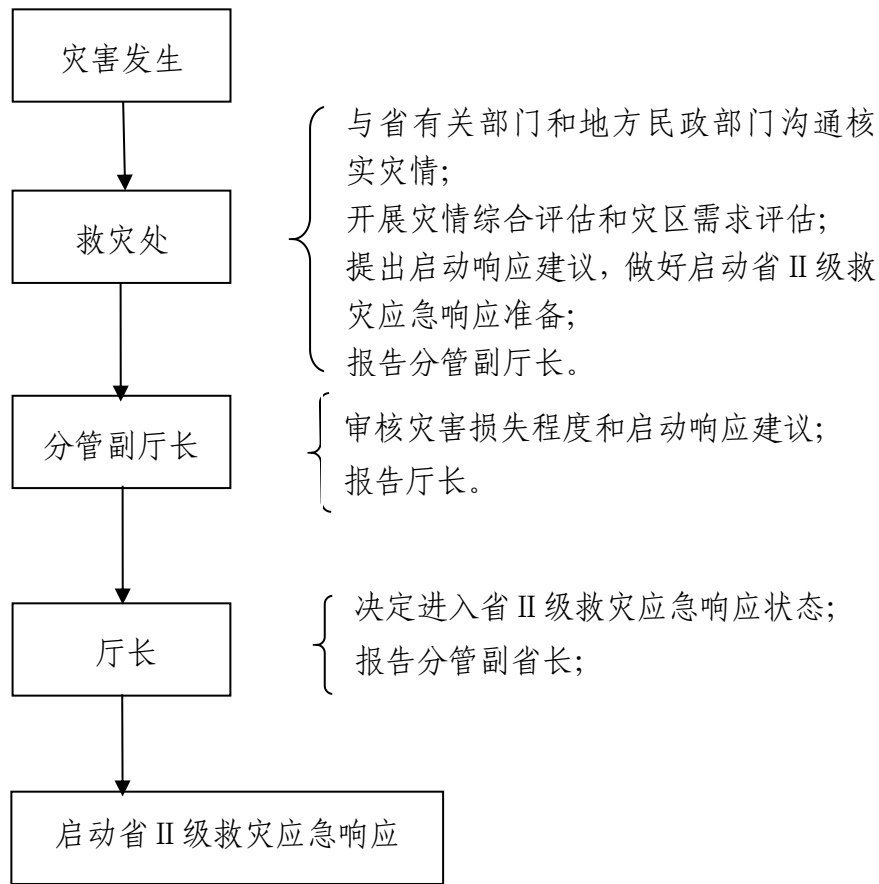 灾害发生
与省有关部门和地方民政部门沟通核
实灾情；
救灾处
开展灾情综合评估和灾区需求评估；
提出启动响应建议，做好启动省Ⅱ级救
灾应急响应准备；
报告分管副厅长。
分管副厅长
审核灾害损失程度和启动响应建议；
报告厅长。
厅长
决定进入省Ⅱ级救灾应急响应状态；
报告分管副省长；
启动省Ⅱ级救灾应急响应